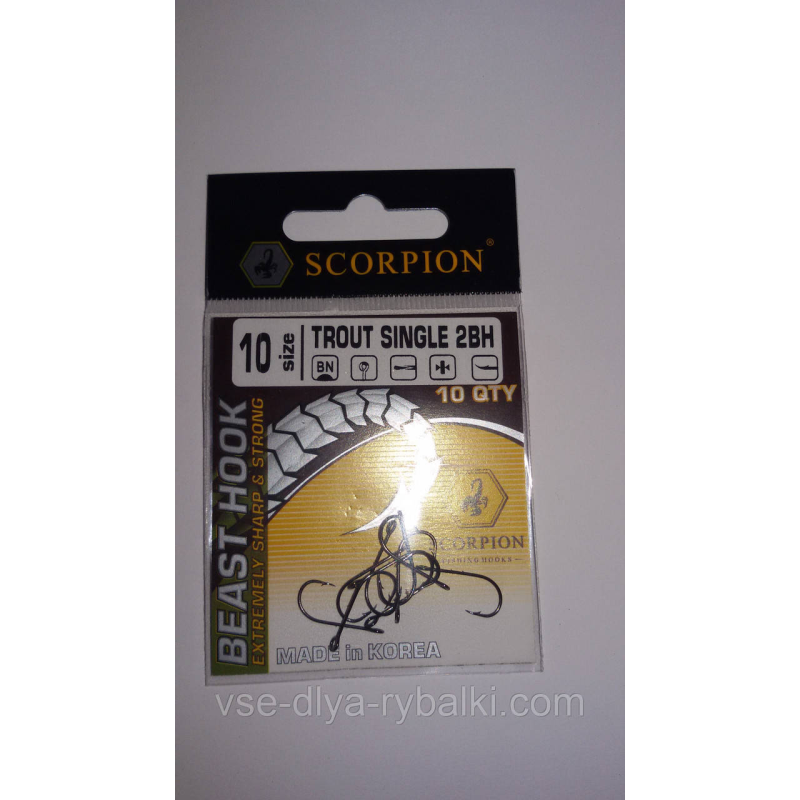 SCORPION®
10 size
TROUT SINGLE 2BH
BN
10 QTY
BEAST HOOK
EXTREMELY SHARP & STRONG
SCORPION
MADE in KOREA
vse-dlya-rybalki.com